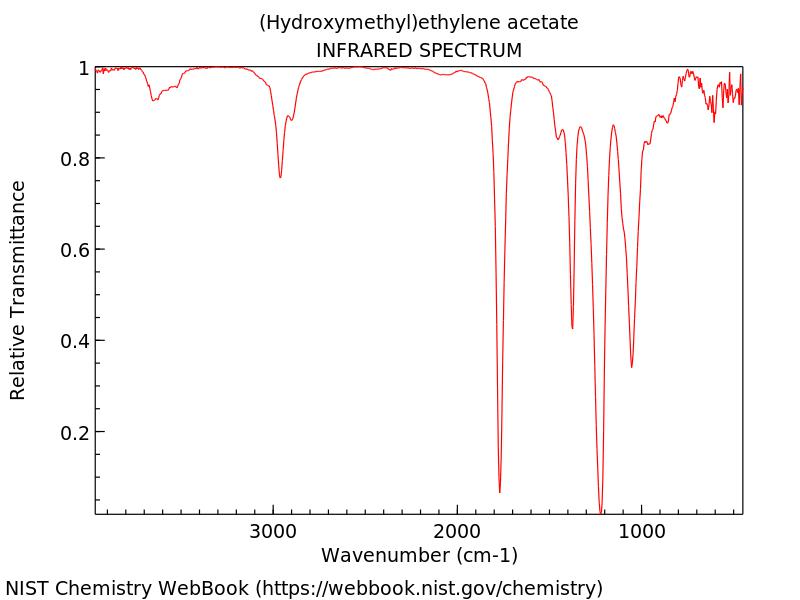 (Hydroxymethyl)ethylene acetate
INFRARED SPECTRUM
1
0.8
0.6
0.4
0.2
Relative Transmittance
3000 2000 1000
Wavenumber (cm-1)
NIST Chemistry WebBook (https://webbook.nist.gov/chemistry)